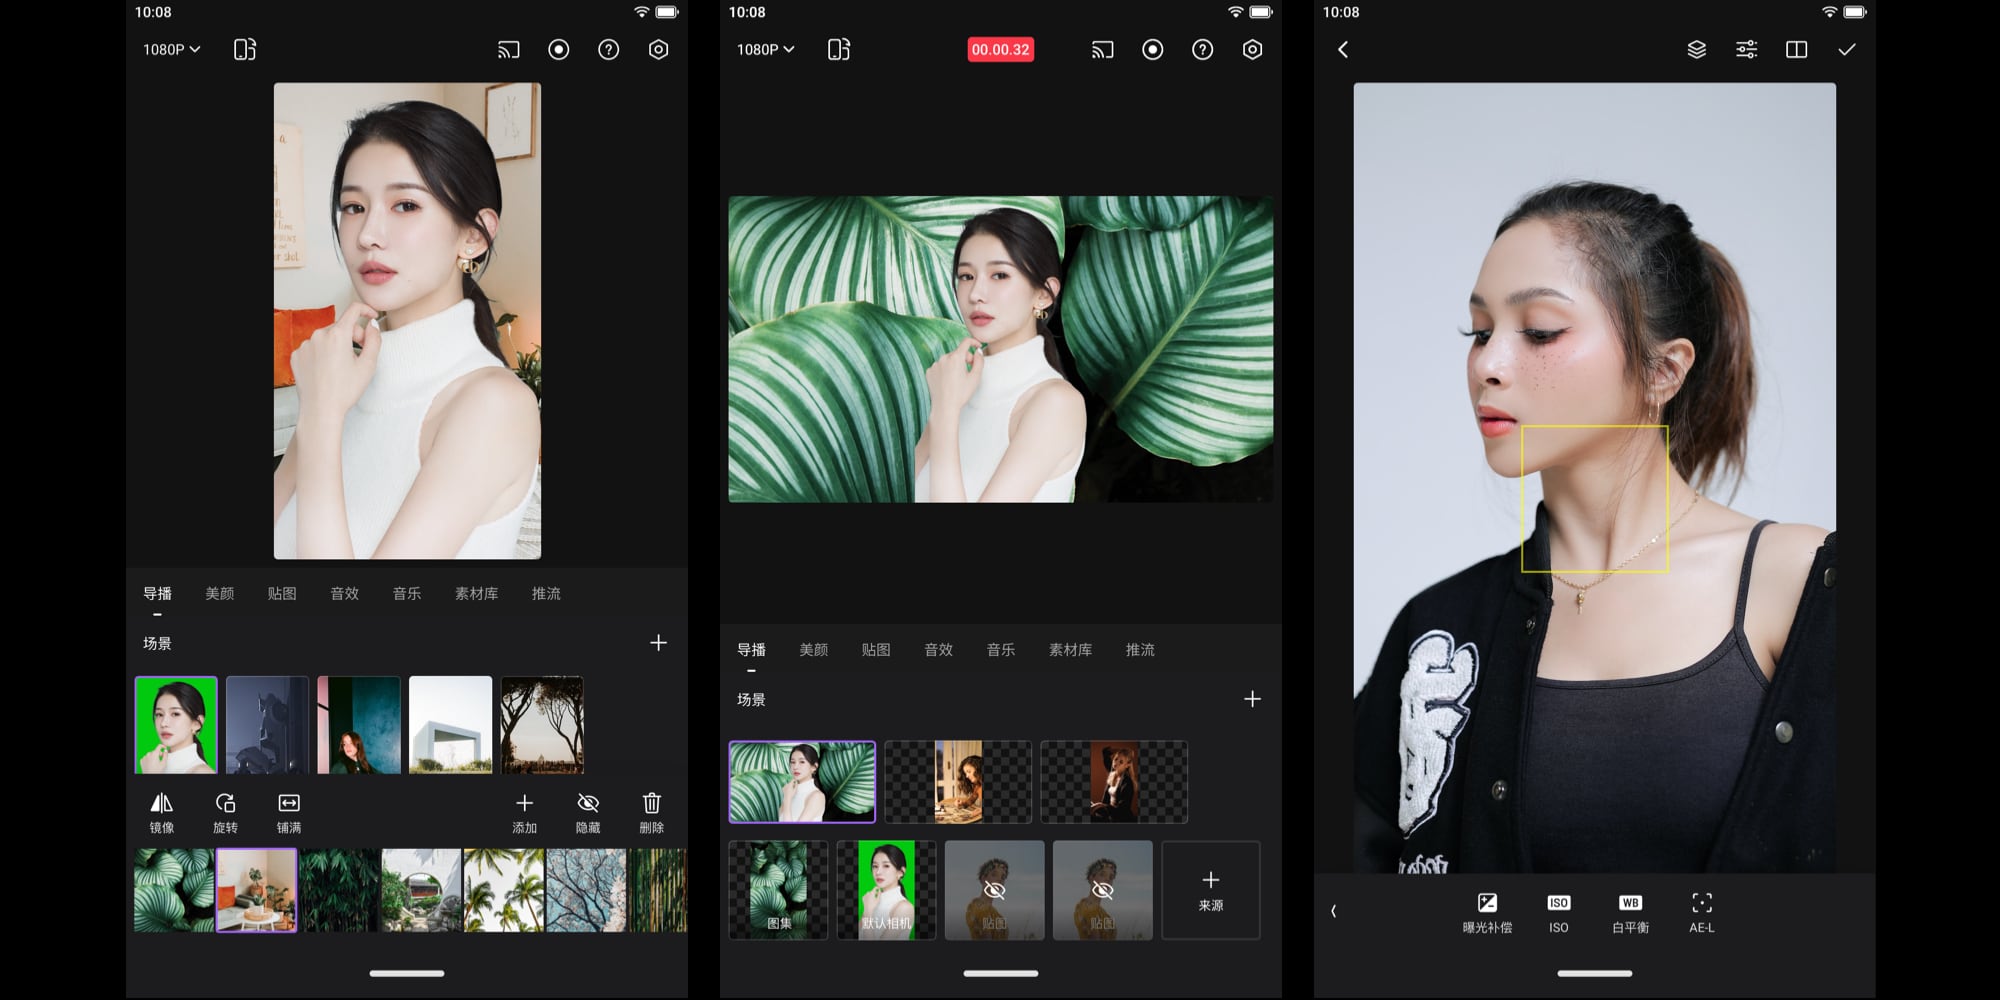 10:08
1080P
导播
美颜
贴图
音效
音乐
素材库
推流
场景
镜像
旋转
铺满
添加
隐藏
删除
10:08
1080P
00.00.32
导播
美颜
贴图
音效
音乐
素材库
推流
场景
图集
默认相机
贴图
贴图
来源
10:08
ISO
WB
曝光补偿
ISO
白平衡
AE-L